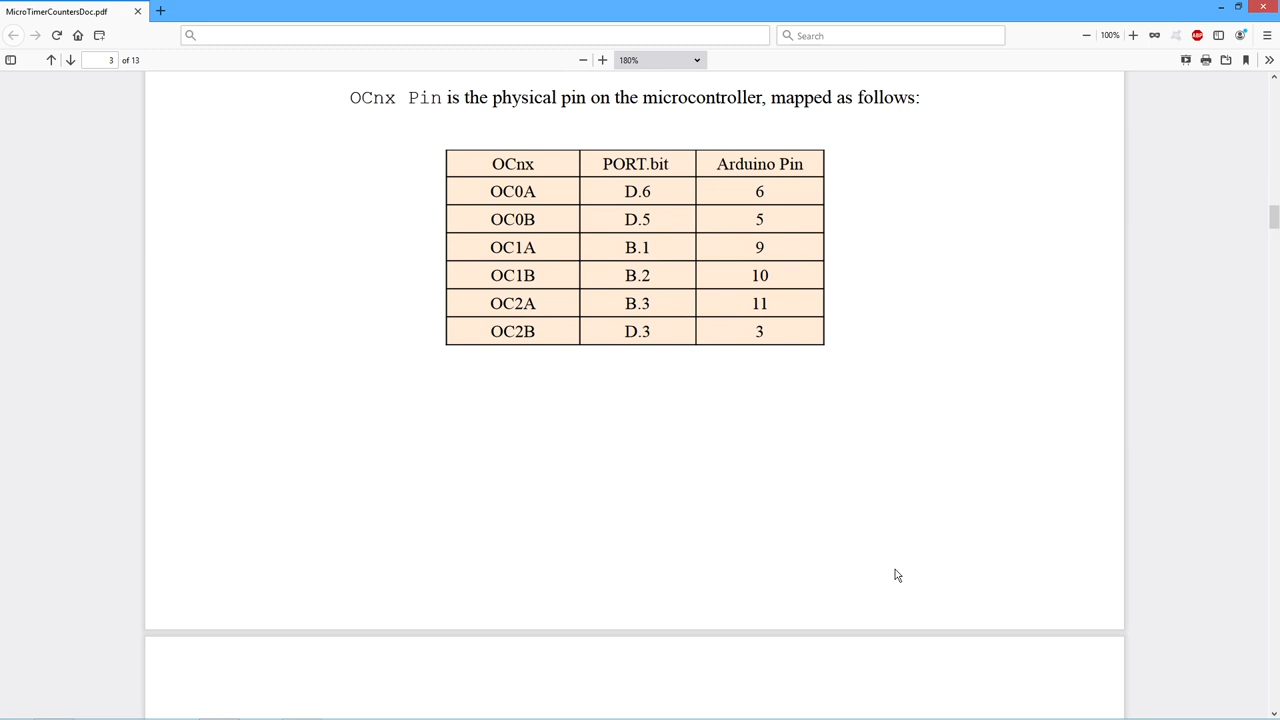 MicroTimerCountersDoc.pdf
Search
100%
ABP
3 of 13
180%
OCnx Pin is the physical pin on the microcontroller, mapped as follows:
OCnx PORT.bit Arduino Pin
OC0A D.6 6
OC0B D.5 5
OC1A B.1 9
OC1B B.2 10
OC2A B.3 11
OC2B D.3 3